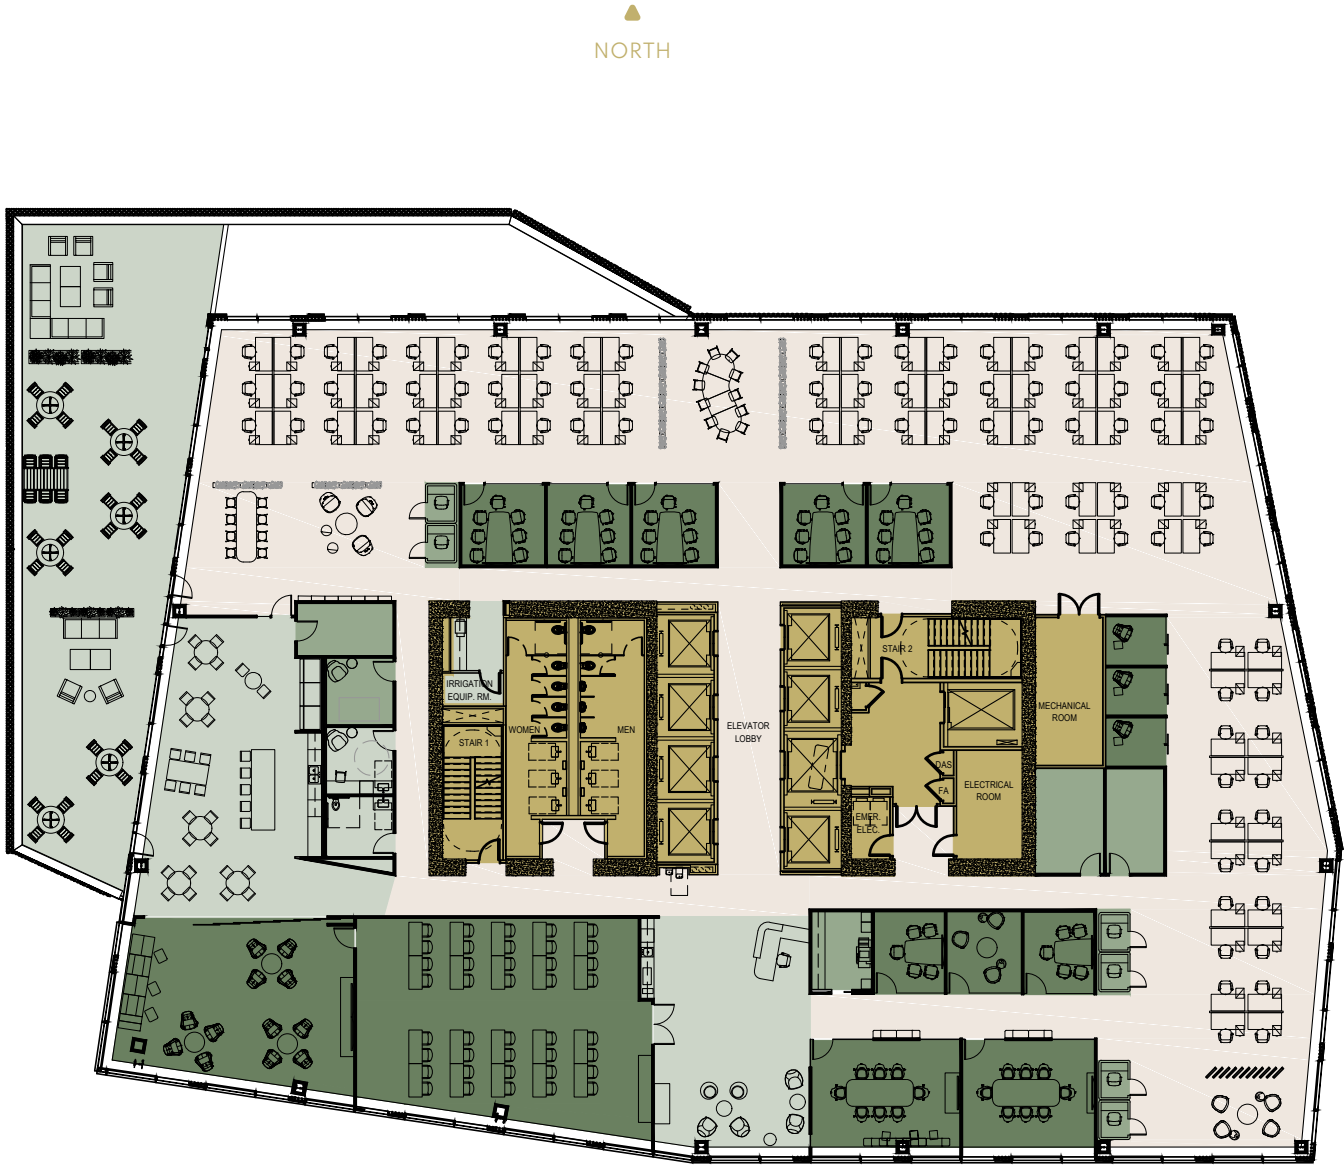 NORTH
STAIR 2
IRRIGATION
EQUIP. RM.
MECHANICAL
ROOM
WOMEN
MEN
ELEVATOR
LOBBY
STAIR 1
DAS
ELECTRICAL
ROOM
FA
EMER.
ELEC.